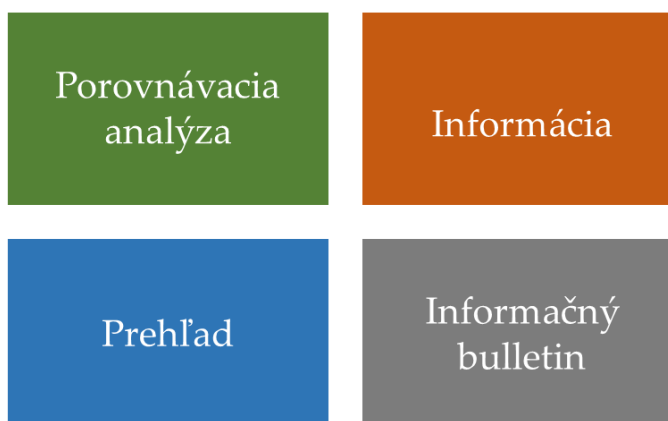 Porovnávacia
analýza
Informácia
Prehľad
Informačný
bulletin